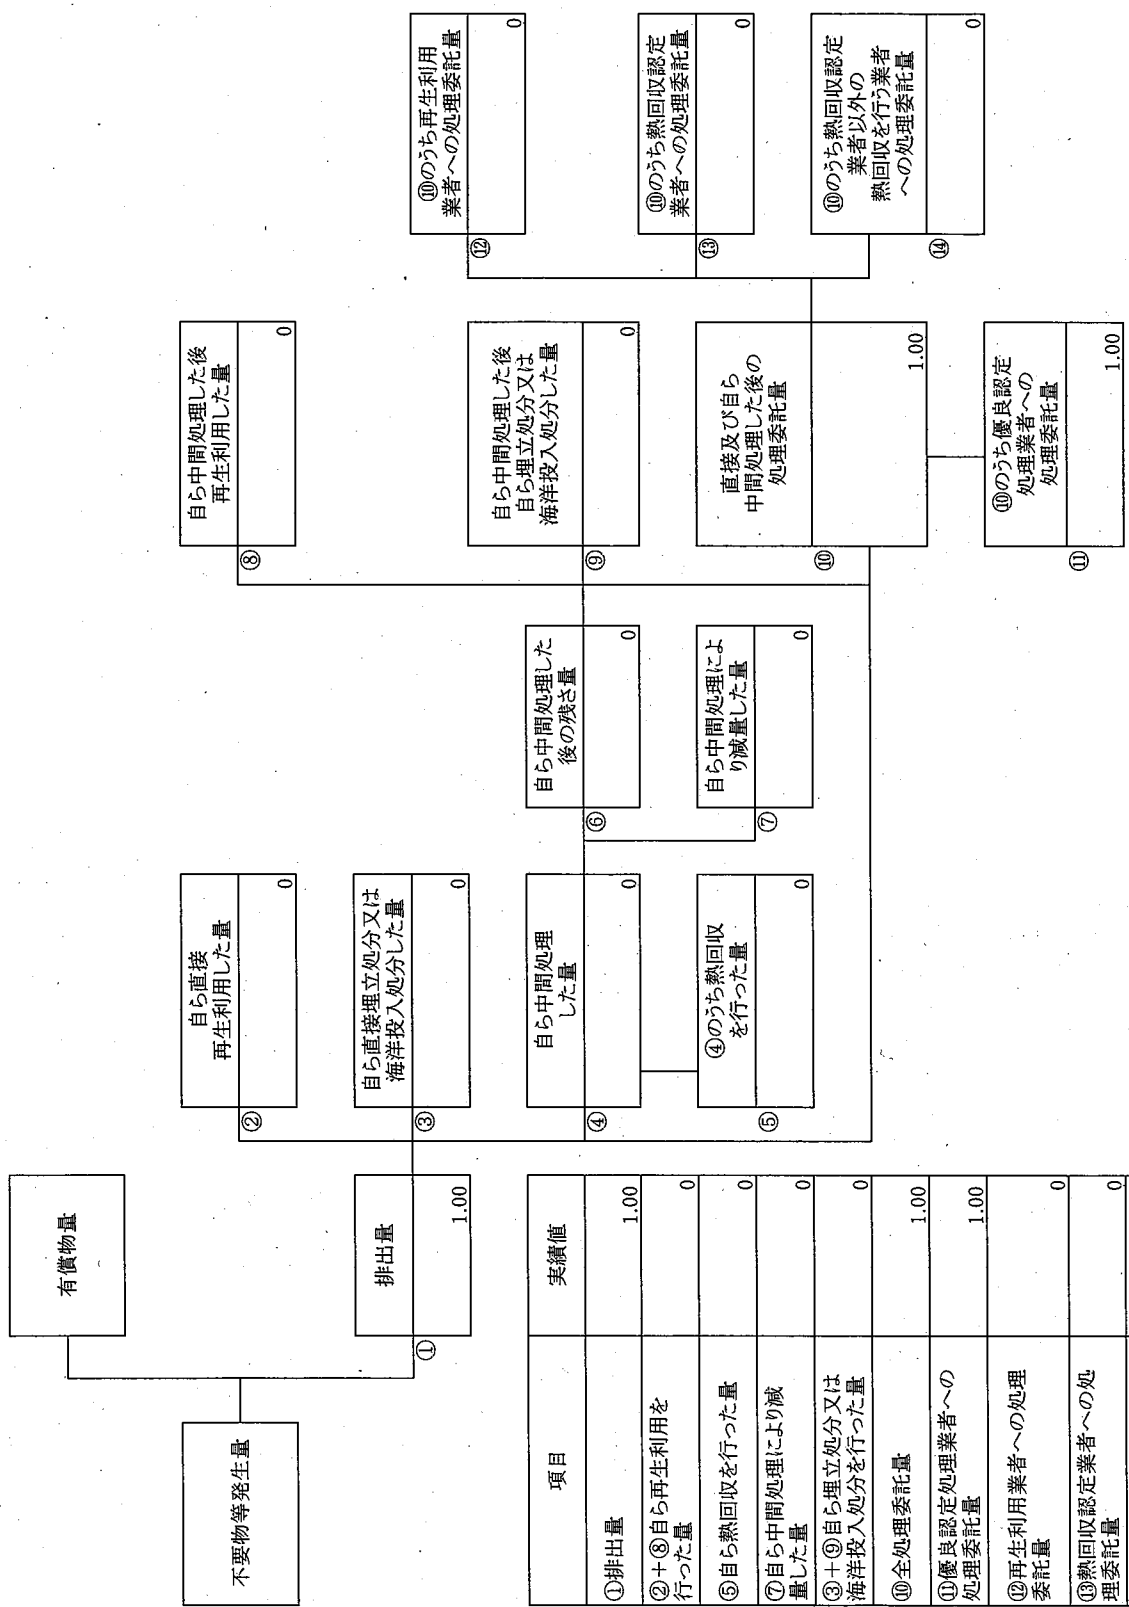 不要物等発生量
有償物量
排出量
①
1.00
自ら直接
再生利用した量
②
0
自ら直接埋立処分又は
海洋投入処分した量
③
0
自ら中間処理
した量
④
0
④のうち熱回収
を行った量
⑤
0
自ら中間処理した
後の残さ量
⑥
0
自ら中間処理によ
り減量した量
⑦
0
自ら中間処理した後
再生利用した量
⑧
0
自ら中間処理した後
自ら埋立処分又は
海洋投入処分した量
⑨
0
直接及び自ら
中間処理した後の
処理委託量
⑩
1.00
⑩のうち優良認定
処理業者への
処理委託量
⑪
1.00
⑩のうち再生利用
業者への処理委託量
⑫
0
⑩のうち熱回収認定
業者への処理委託量
⑬
0
⑩のうち熱回収認定
業者以外の
熱回収を行う業者
への処理委託量
⑭
0
項目 実績値
①排出量 1.00
②+⑧自ら再生利用を
行った量 0
⑤自ら熱回収を行った量 0
⑦自ら中間処理により減
量した量 0
③+⑨自ら埋立処分又は
海洋投入処分を行った量 0
⑩全処理委託量 1.00
⑪優良認定処理業者への
処理委託量 1.00
⑫再生利用業者への処理
委託量 0
⑬熱回収認定業者への処
理委託量 0